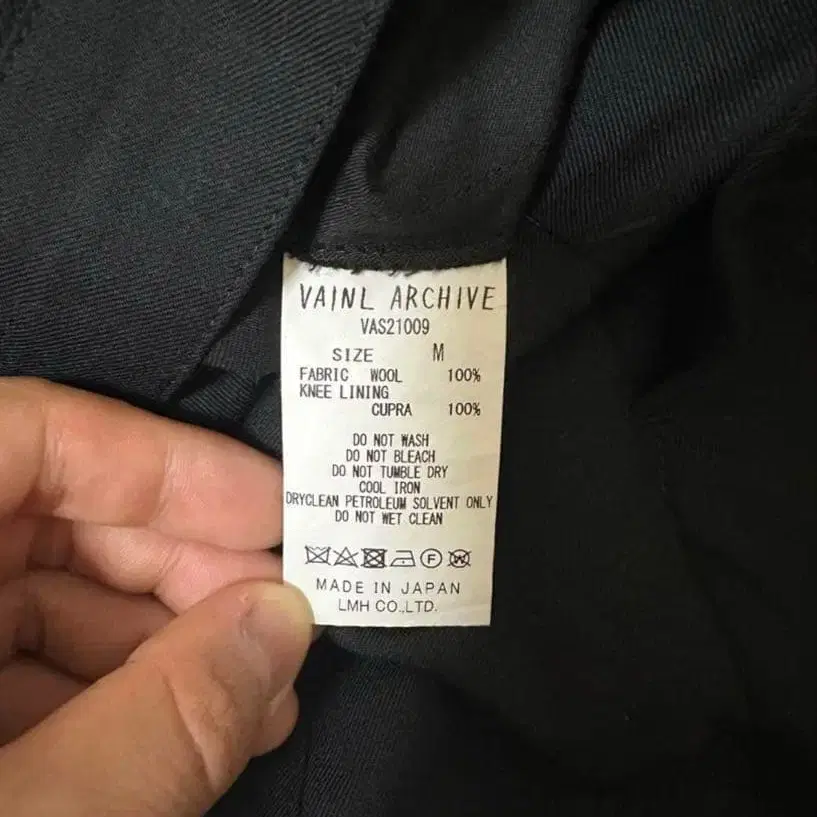 VAINL ARCHIVE
VAS21009
SIZE M
FABRIC WOOL 100%
KNEE LINING
CUPRA 100%
DO NOT WASH
DO NOT BLEACH
DO NOT TUMBLE DRY
COOL IRON
DRYCLEAN PETROLEUM SOLVENT ONLY
DO NOT WET CLEAN
F W
MADE IN JAPAN
LMH CO.,LTD.